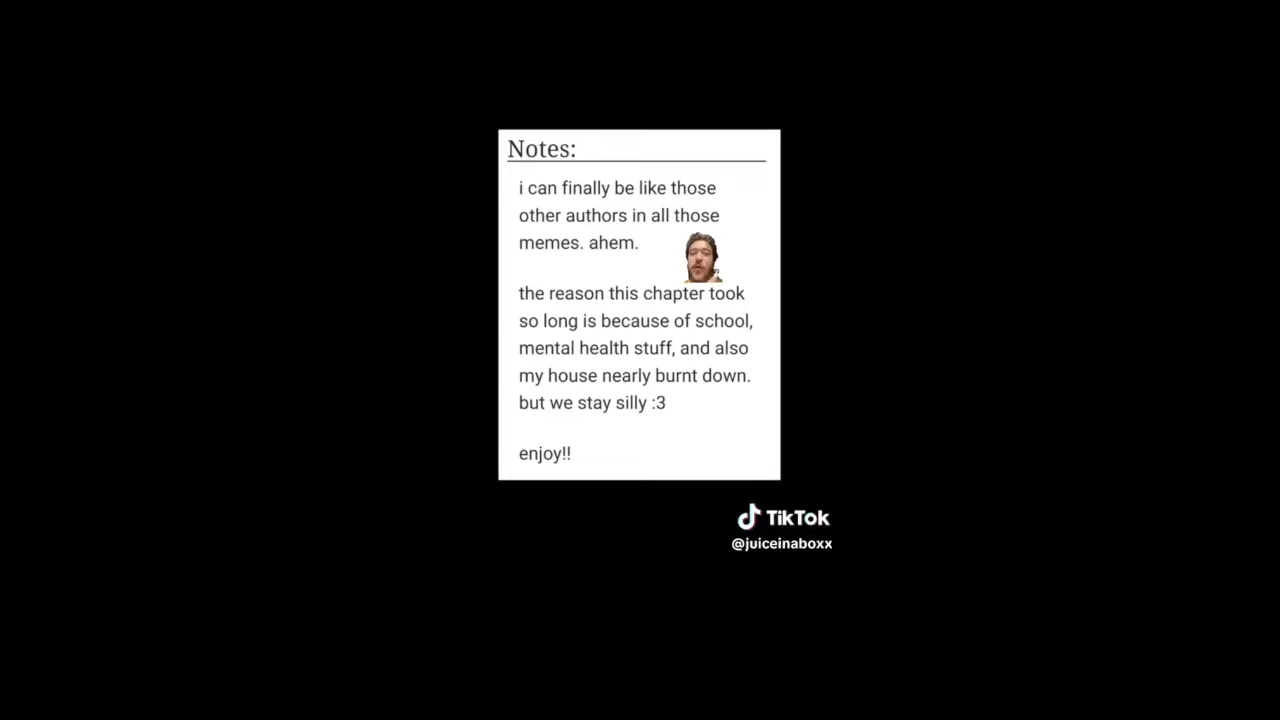 Notes:
i can finally be like those
other authors in all those
memes. ahem.
the reason this chapter took
so long is because of school,
mental health stuff, and also
my house nearly burnt down.
but we stay silly :3
enjoy!!
TikTok
@juiceinaboxx